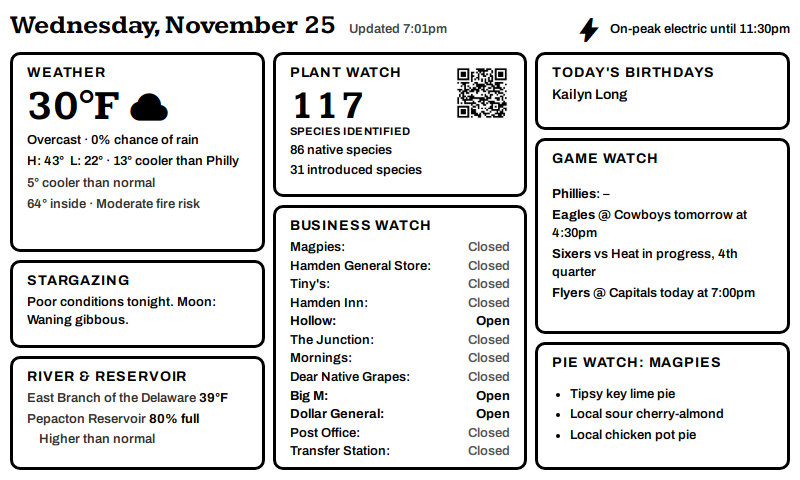 Wednesday, November 25 Updated 7:01pm
On-peak electric until 11:30pm
WEATHER
30°F
Overcast · 0% chance of rain
H: 43° L: 22° · 13° cooler than Philly
5° cooler than normal
64° inside · Moderate fire risk
STARGAZING
Poor conditions tonight. Moon:
Waning gibbous.
RIVER & RESERVOIR
East Branch of the Delaware 39°F
Pepacton Reservoir 80% full
Higher than normal
PLANT WATCH
117
SPECIES IDENTIFIED
86 native species
31 introduced species
BUSINESS WATCH
Magpies: Closed
Hamden General Store: Closed
Tiny's: Closed
Hamden Inn: Closed
Hollow: Open
The Junction: Closed
Mornings: Closed
Dear Native Grapes: Closed
Big M: Open
Dollar General: Open
Post Office: Closed
Transfer Station: Closed
TODAY'S BIRTHDAYS
Kailyn Long
GAME WATCH
Phillies: –
Eagles @ Cowboys tomorrow at
4:30pm
Sixers vs Heat in progress, 4th
quarter
Flyers @ Capitals today at 7:00pm
PIE WATCH: MAGPIES
• Tipsy key lime pie
• Local sour cherry-almond
• Local chicken pot pie